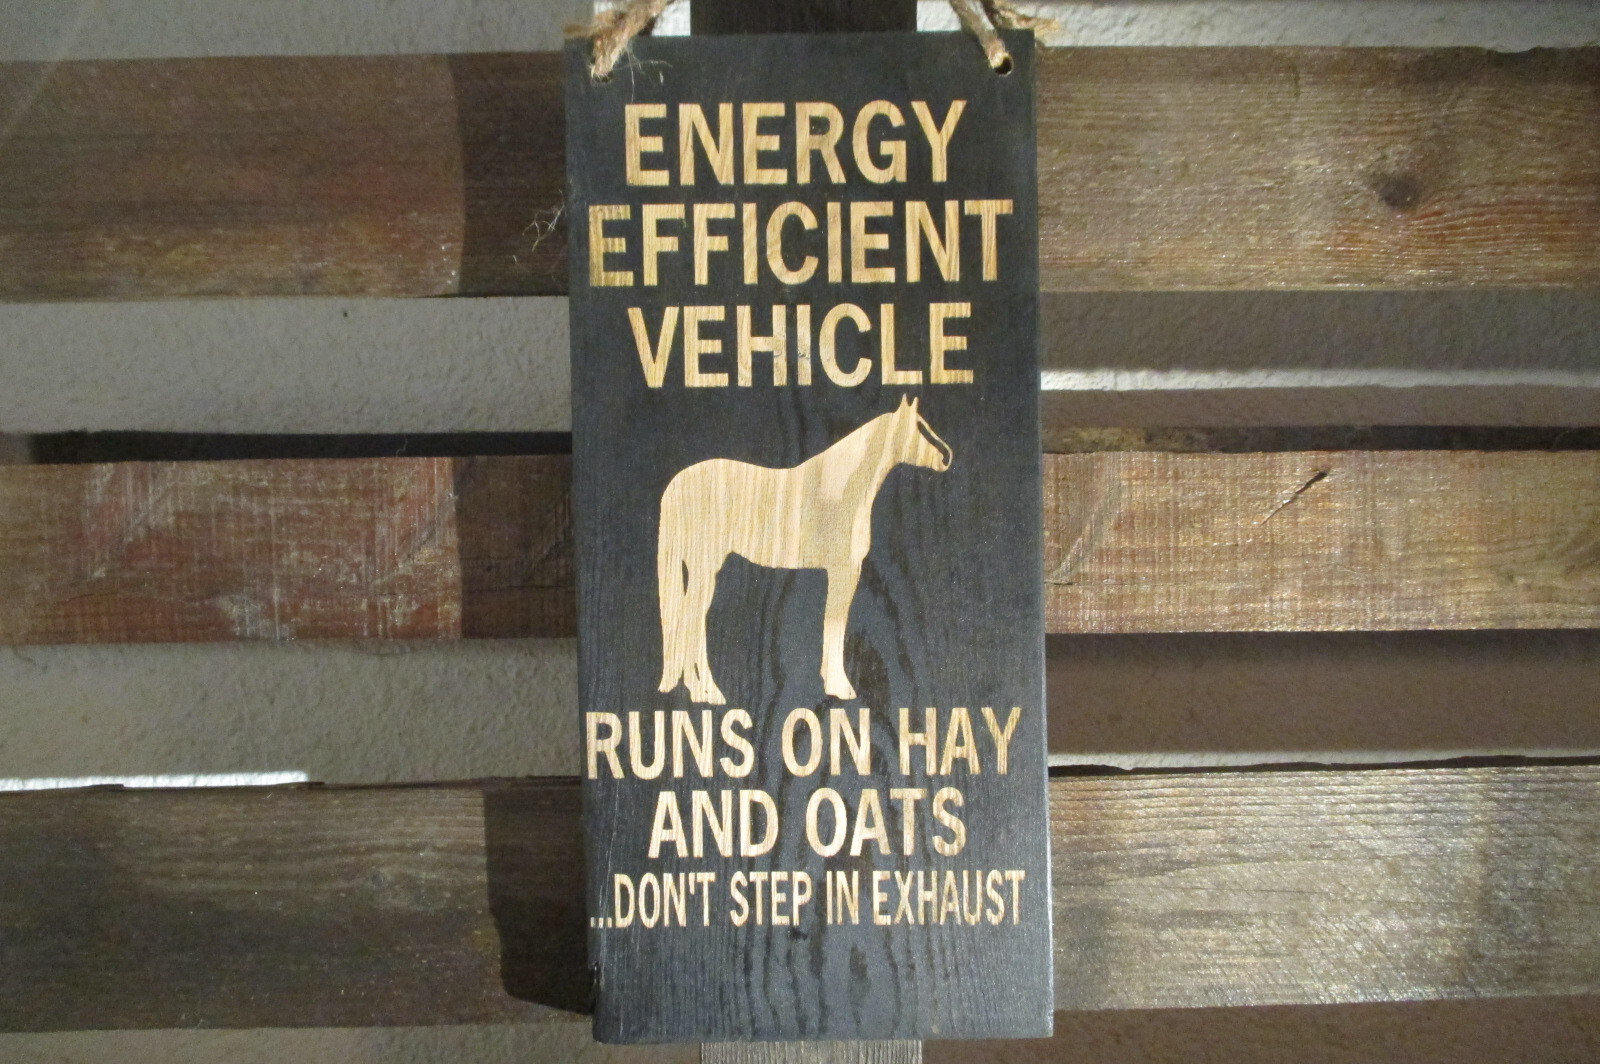 ENERGY
EFFICIENT
VEHICLE
RUNS ON HAY
AND OATS
...DON'T STEP IN EXHAUST